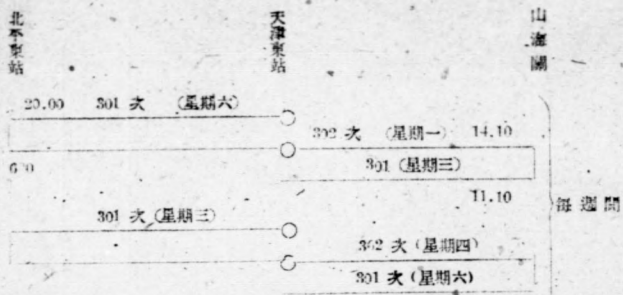 北平東站
天津東站
山海關
20.00 301 次 (星期六)
302 次 (星期一) 14.10
301 (星期三)
11.10
每週間
301 次 (星期三)
302 次 (星期四)
301 次 (星期六)